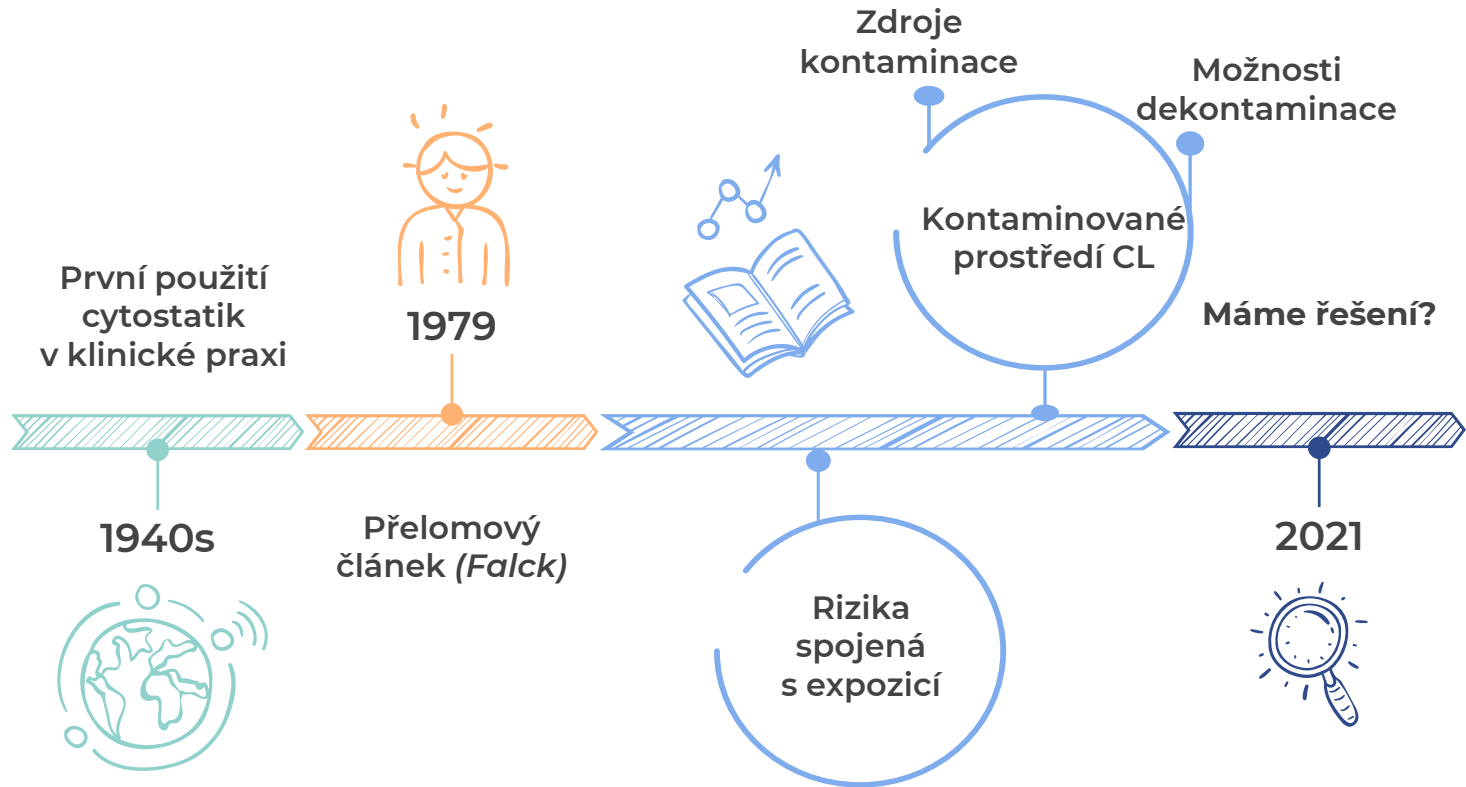 První použití
cytostatik
v klinické praxi
1940s
1979
Přelomový
článek (Falck)
Zdroje
kontaminace
Možnosti
dekontaminace
Kontaminované
prostředí CL
Rizika
spojená
s expozicí
Máme řešení?
2021